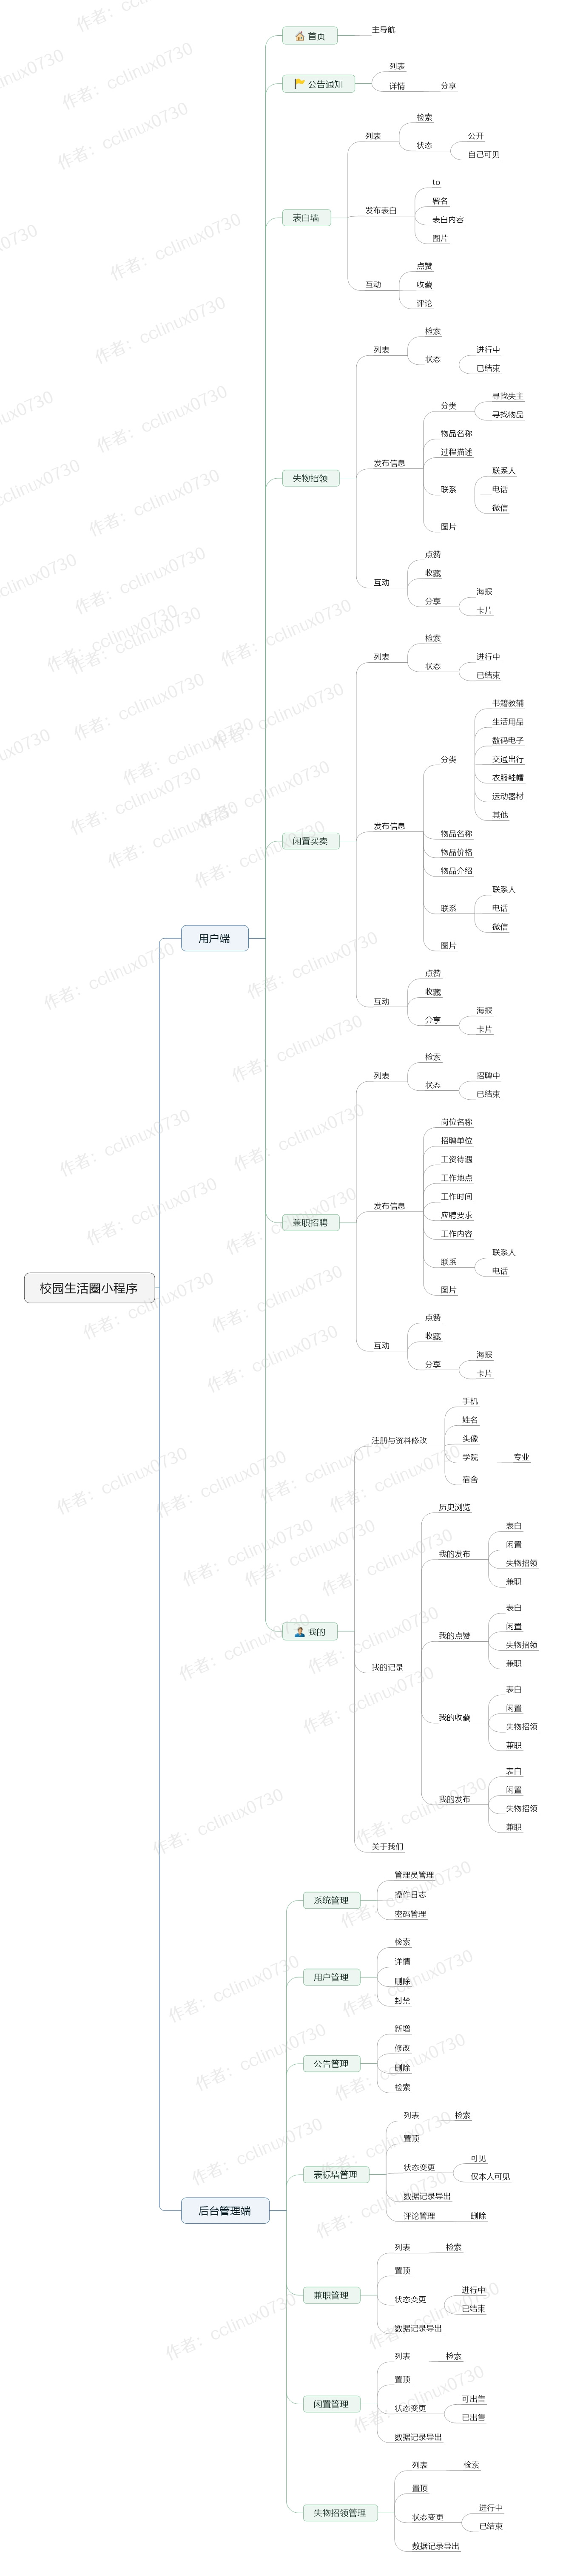 校园生活圈小程序
用户端
首页
主导航
公告通知
列表
详情
分享
表白墙
列表
检索
状态
公开
自己可见
发布表白
to
署名
表白内容
图片
互动
点赞
收藏
评论
失物招领
列表
检索
状态
进行中
已结束
发布信息
分类
寻找失主
寻找物品
物品名称
过程描述
联系
联系人
电话
微信
图片
互动
点赞
收藏
分享
海报
卡片
闲置买卖
列表
检索
状态
进行中
已结束
发布信息
分类
书籍教辅
生活用品
数码电子
交通出行
衣服鞋帽
运动器材
其他
物品名称
物品价格
物品介绍
联系
联系人
电话
微信
图片
互动
点赞
收藏
分享
海报
卡片
兼职招聘
列表
检索
状态
招聘中
已结束
发布信息
岗位名称
招聘单位
工资待遇
工作地点
工作时间
应聘要求
工作内容
联系
联系人
电话
图片
互动
点赞
收藏
分享
海报
卡片
我的
注册与资料修改
手机
姓名
头像
学院
专业
宿舍
我的记录
历史浏览
我的发布
表白
闲置
失物招领
兼职
我的点赞
表白
闲置
失物招领
兼职
我的收藏
表白
闲置
失物招领
兼职
我的发布
表白
闲置
失物招领
兼职
关于我们
后台管理端
系统管理
管理员管理
操作日志
密码管理
用户管理
检索
详情
删除
封禁
公告管理
新增
修改
删除
检索
表标墙管理
列表
检索
置顶
状态变更
可见
仅本人可见
数据记录导出
评论管理
删除
兼职管理
列表
检索
置顶
状态变更
进行中
已结束
数据记录导出
闲置管理
列表
检索
置顶
状态变更
可出售
已出售
数据记录导出
失物招领管理
列表
检索
置顶
状态变更
进行中
已结束
数据记录导出
作者：cclinux0730